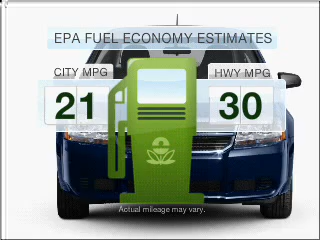 EPA FUEL ECONOMY ESTIMATES
CITY MPG
HWY MPG
21
30
Actual mileage may vary.